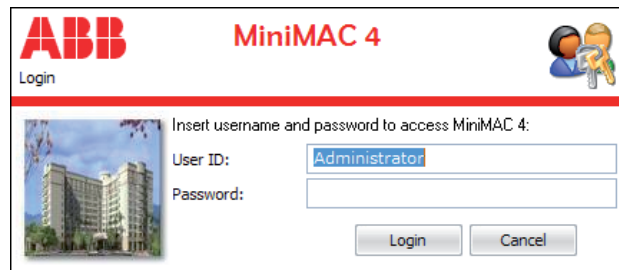 ABB
MiniMAC 4
Login
Insert username and password to access MiniMAC 4:
User ID:
Administrator
Password:
Login
Cancel